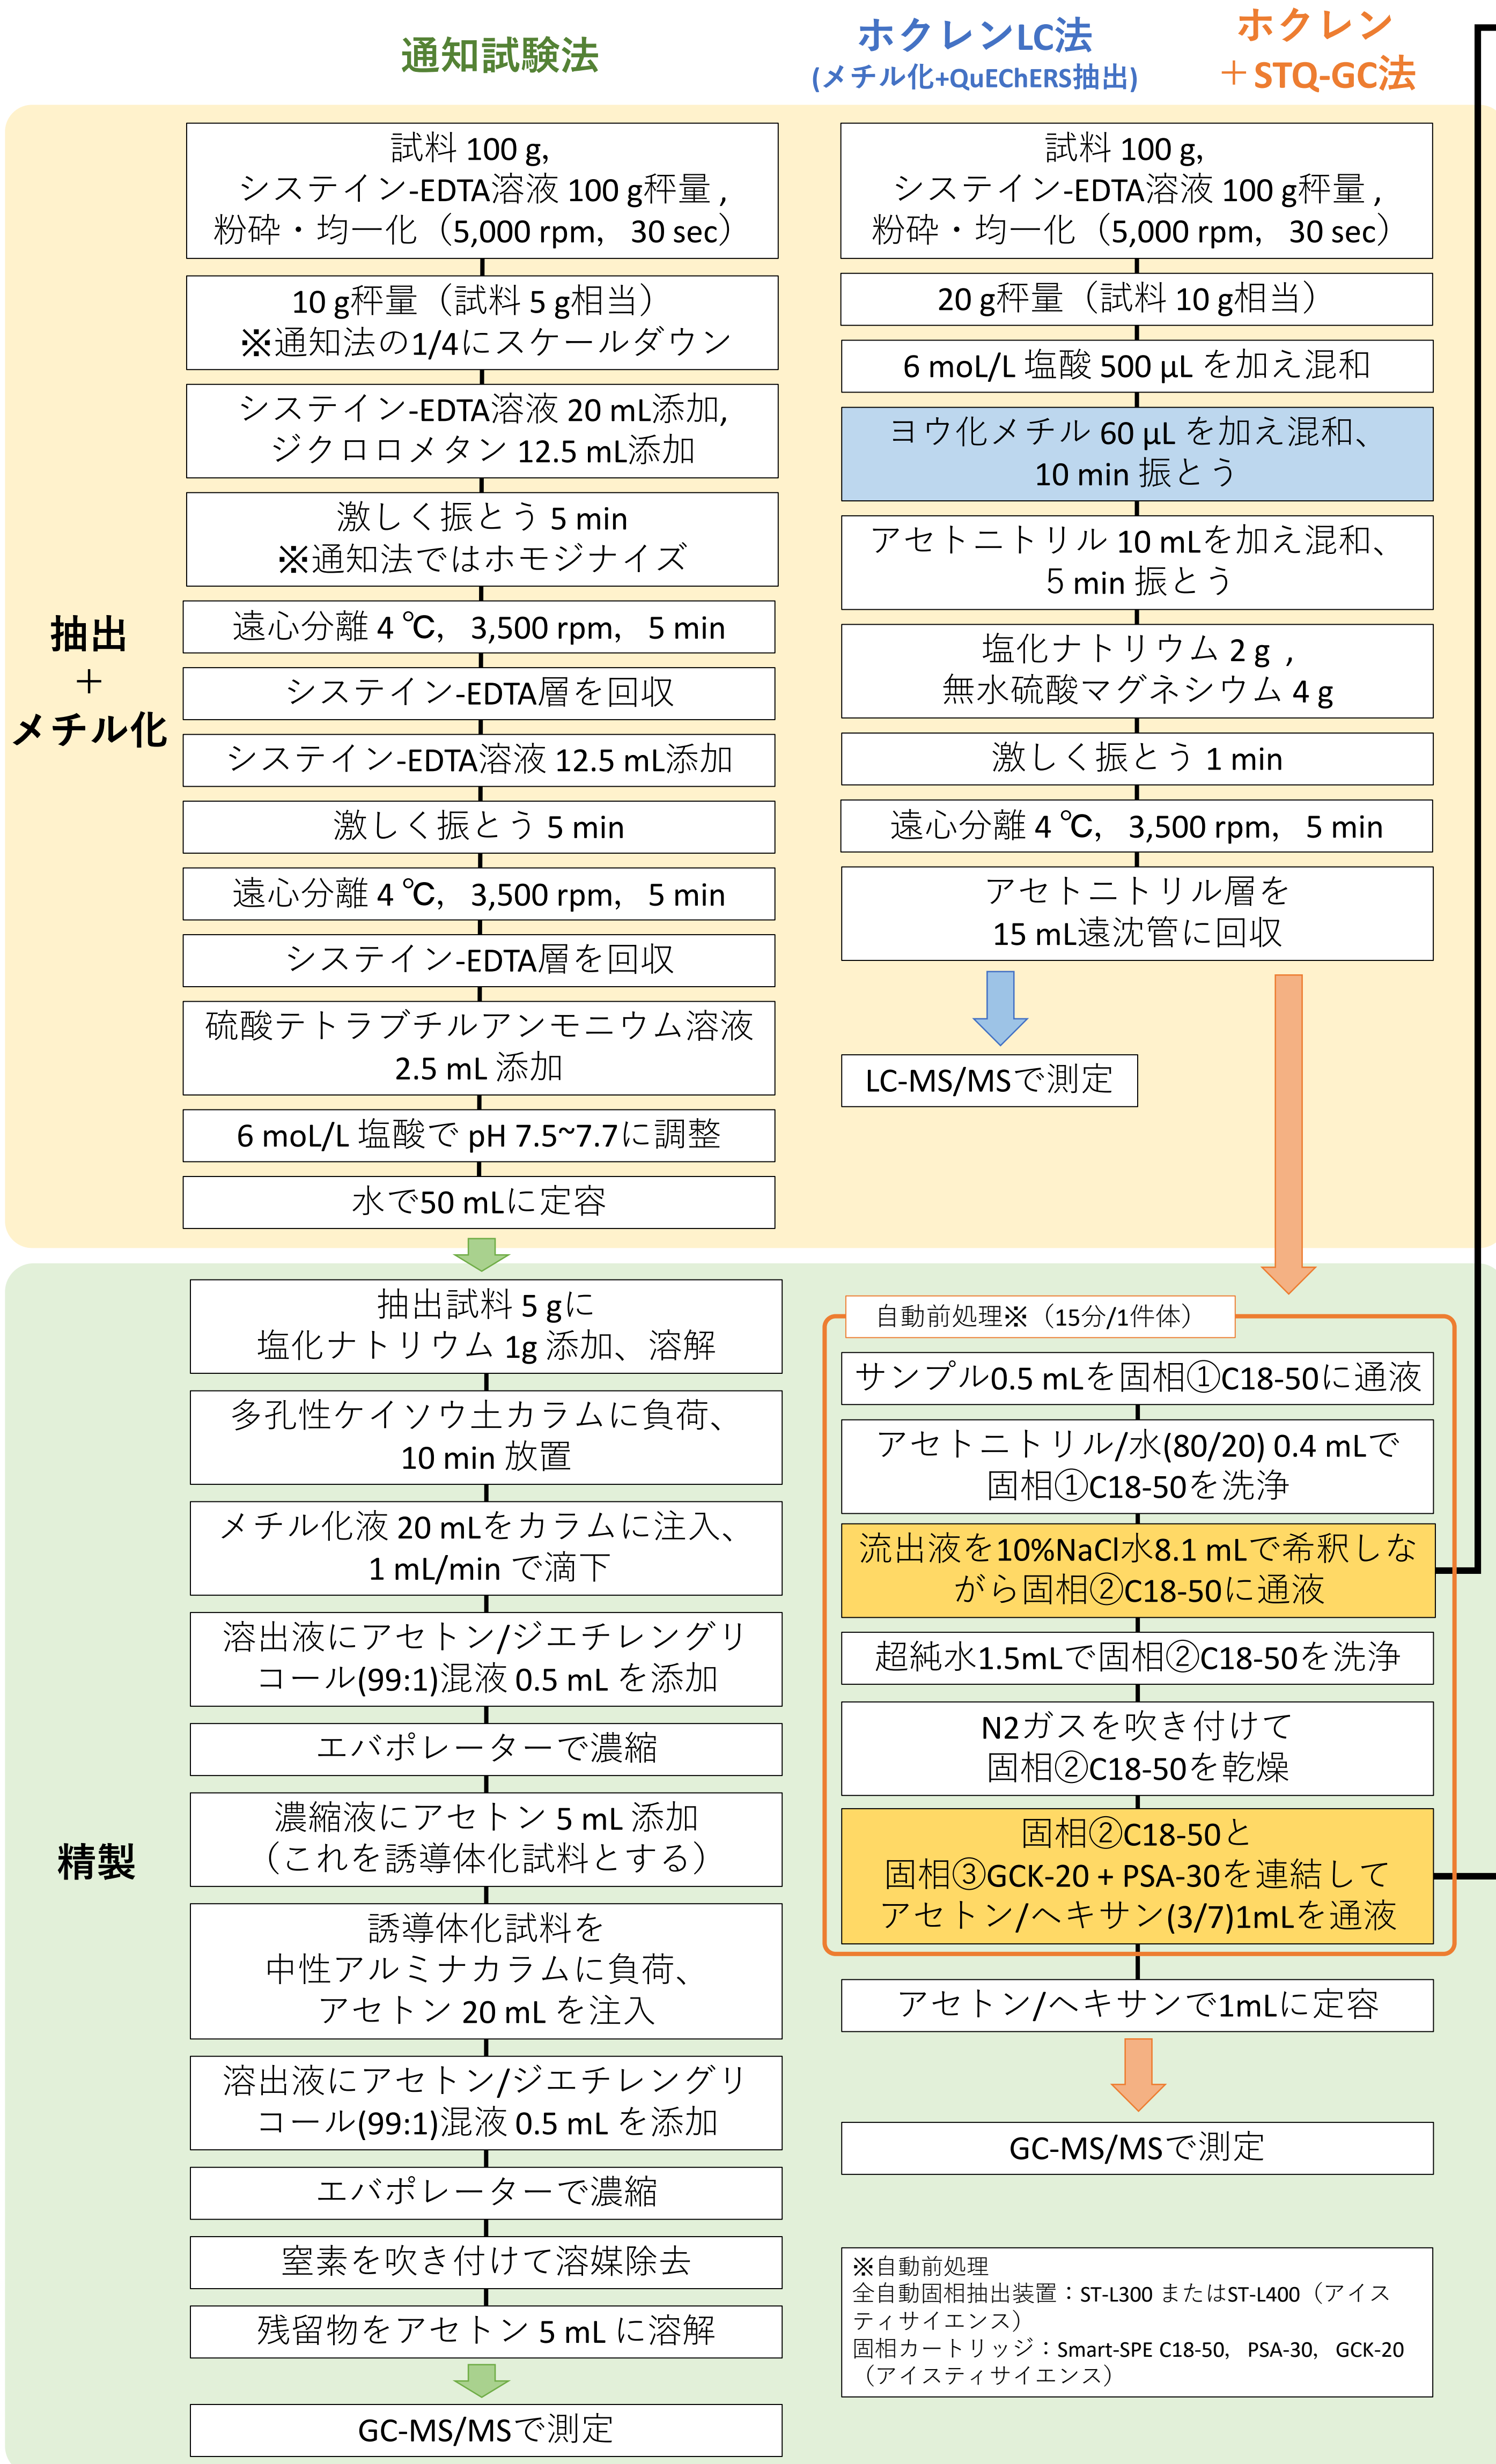 通知試験法
ホクレンLC法
(メチル化+QuEChERS抽出)
ホクレン
＋STQ-GC法
抽出
＋
メチル化
試料 100 g,
システイン-EDTA溶液 100 g秤量 ,
粉砕・均一化（5,000 rpm， 30 sec）
10 g秤量（試料 5 g相当）
※通知法の1/4にスケールダウン
システイン-EDTA溶液 20 mL添加,
ジクロロメタン 12.5 mL添加
激しく振とう 5 min
※通知法ではホモジナイズ
遠心分離 4 ℃， 3,500 rpm， 5 min
システイン-EDTA層を回収
システイン-EDTA溶液 12.5 mL添加
激しく振とう 5 min
遠心分離 4 ℃， 3,500 rpm， 5 min
システイン-EDTA層を回収
硫酸テトラブチルアンモニウム溶液
2.5 mL 添加
6 moL/L 塩酸で pH 7.5~7.7に調整
水で50 mLに定容
試料 100 g,
システイン-EDTA溶液 100 g秤量 ,
粉砕・均一化（5,000 rpm， 30 sec）
20 g秤量（試料 10 g相当）
6 moL/L 塩酸 500 µL を加え混和
ヨウ化メチル 60 µL を加え混和、
10 min 振とう
アセトニトリル 10 mLを加え混和、
5 min 振とう
塩化ナトリウム 2 g ,
無水硫酸マグネシウム 4 g
激しく振とう 1 min
遠心分離 4 ℃， 3,500 rpm， 5 min
アセトニトリル層を
15 mL遠沈管に回収
LC-MS/MSで測定
精製
抽出試料 5 gに
塩化ナトリウム 1g 添加、溶解
多孔性ケイソウ土カラムに負荷、
10 min 放置
メチル化液 20 mLをカラムに注入、
1 mL/min で滴下
溶出液にアセトン/ジエチレングリ
コール(99:1)混液 0.5 mL を添加
エバポレーターで濃縮
濃縮液にアセトン 5 mL 添加
（これを誘導体化試料とする）
誘導体化試料を
中性アルミナカラムに負荷、
アセトン 20 mL を注入
溶出液にアセトン/ジエチレングリ
コール(99:1)混液 0.5 mL を添加
エバポレーターで濃縮
窒素を吹き付けて溶媒除去
残留物をアセトン 5 mL に溶解
GC-MS/MSで測定
自動前処理※（15分/1件体）
サンプル0.5 mLを固相①C18-50に通液
アセトニトリル/水(80/20) 0.4 mLで
固相①C18-50を洗浄
流出液を10%NaCl水8.1 mLで希釈しな
がら固相②C18-50に通液
超純水1.5mLで固相②C18-50を洗浄
N2ガスを吹き付けて
固相②C18-50を乾燥
固相②C18-50と
固相③GCK-20 + PSA-30を連結して
アセトン/ヘキサン(3/7)1mLを通液
アセトン/ヘキサンで1mLに定容
GC-MS/MSで測定
※自動前処理
全自動固相抽出装置：ST-L300 またはST-L400（アイス
ティサイエンス）
固相カートリッジ：Smart-SPE C18-50， PSA-30， GCK-20
（アイスティサイエンス）